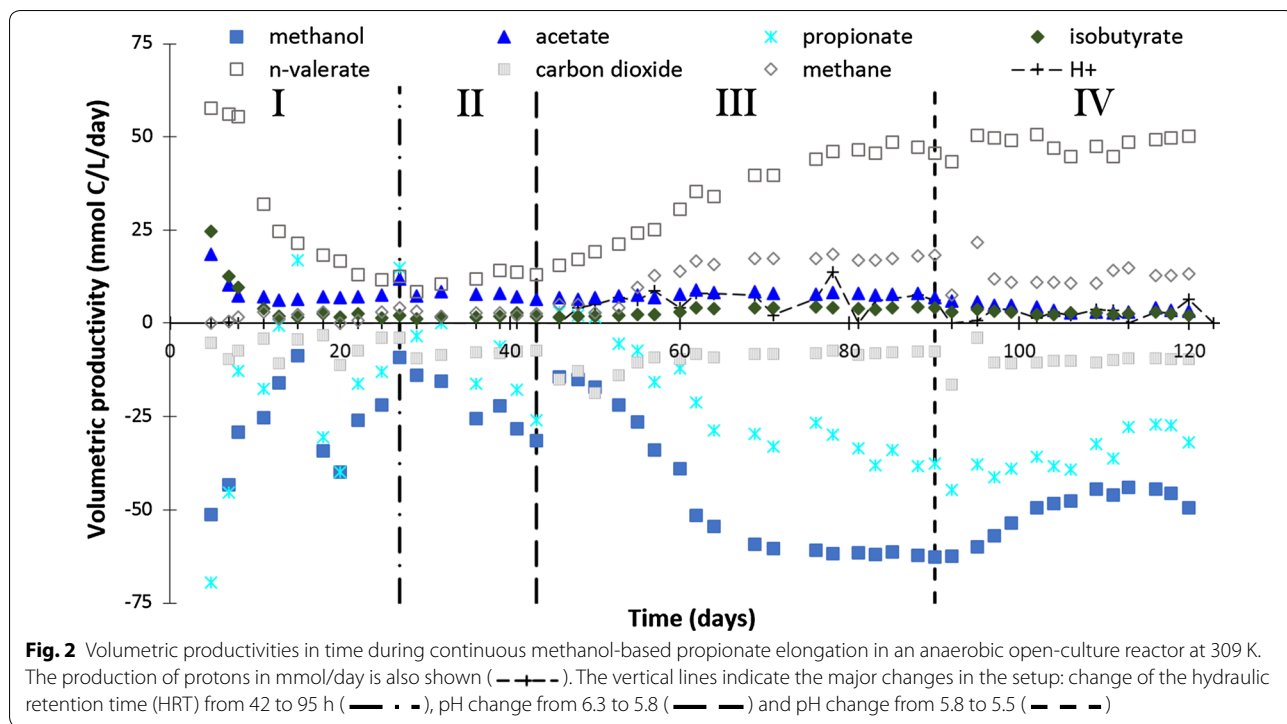 75
50
25
0
-25
-50
-75
Volumetric productivity (mmol C/L/day)
methanol acetate propionate isobutyrate
n-valerate carbon dioxide methane H+
I II III IV
0 20 40 60 80 100 120
Time (days)
Fig. 2 Volumetric productivities in time during continuous methanol-based propionate elongation in an anaerobic open-culture reactor at 309 K.
The production of protons in mmol/day is also shown ( ). The vertical lines indicate the major changes in the setup: change of the hydraulic
retention time (HRT) from 42 to 95 h ( ), pH change from 6.3 to 5.8 ( ) and pH change from 5.8 to 5.5 ( )